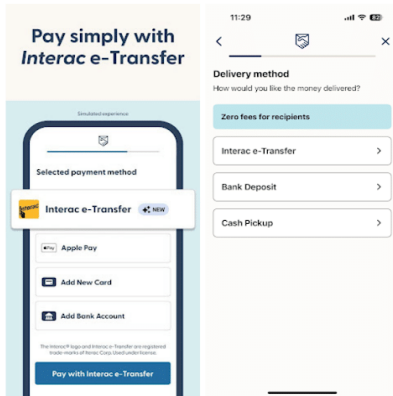 Pay simply with
Interac e-Transfer
Simulated experience
Selected payment method
Interac
Interac e-Transfer
NEW
Pay
Apple Pay
Add New Card
Add Bank Account
The Interac® logo and Interac e-Transfer are registered
trade-marks of Interac Corp. Used under license.
Pay with Interac e-Transfer
11:29
82
Delivery method
How would you like the money delivered?
Zero fees for recipients
Interac e-Transfer
Bank Deposit
Cash Pickup